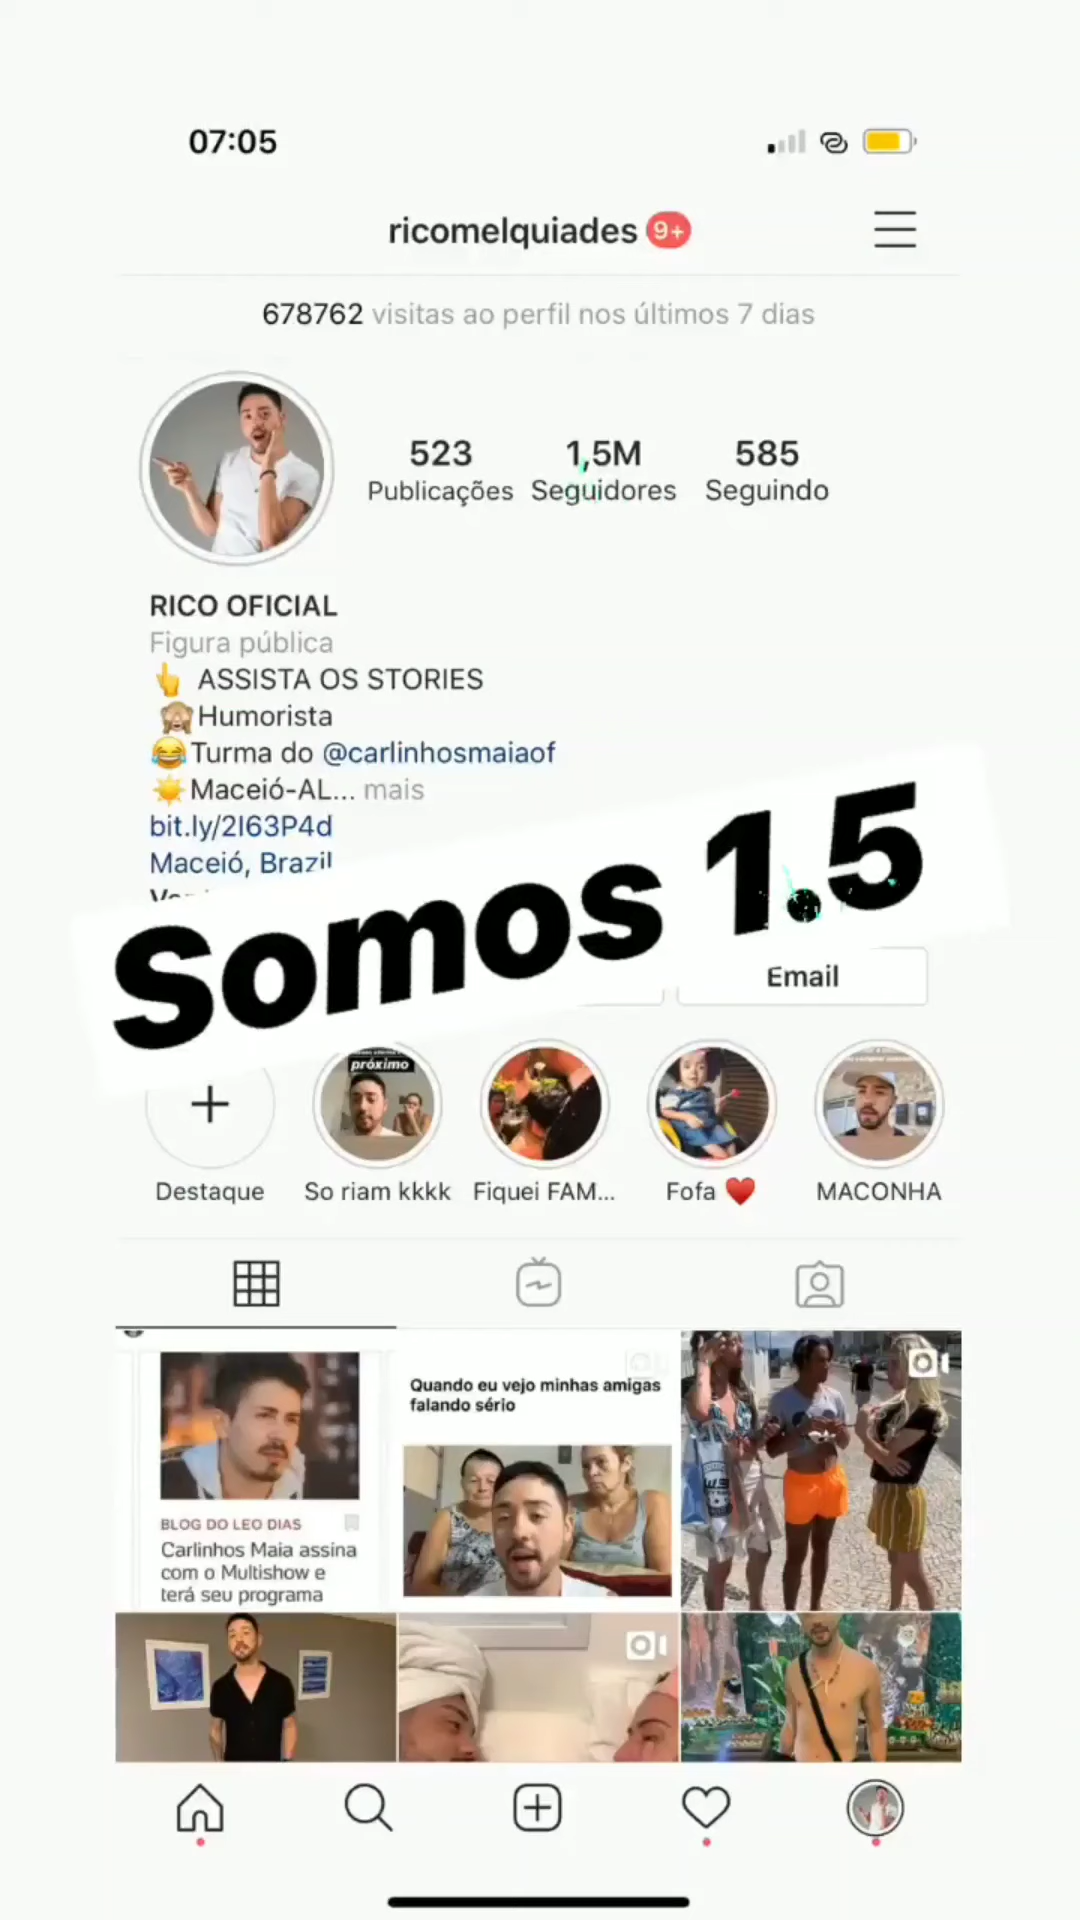 07:05
ricomelquiades 9+
678762 visitas ao perfil nos últimos 7 dias
523 1,5M 585
Publicações Seguidores Seguindo
RICO OFICIAL
Figura pública
👆 ASSISTA OS STORIES
🙈Humorista
😂Turma do @carlinhosmaiaof
☀️Maceió-AL... mais
bit.ly/2I63P4d
Maceió, Brazil
Somos 1.5
Email
próximo
Destaque So riam kkkk Fiquei FAM... Fofa ♥️ MACONHA
Quando eu vejo minhas amigas
falando sério
BLOG DO LEO DIAS
Carlinhos Maia assina
com o Multishow e
terá seu programa